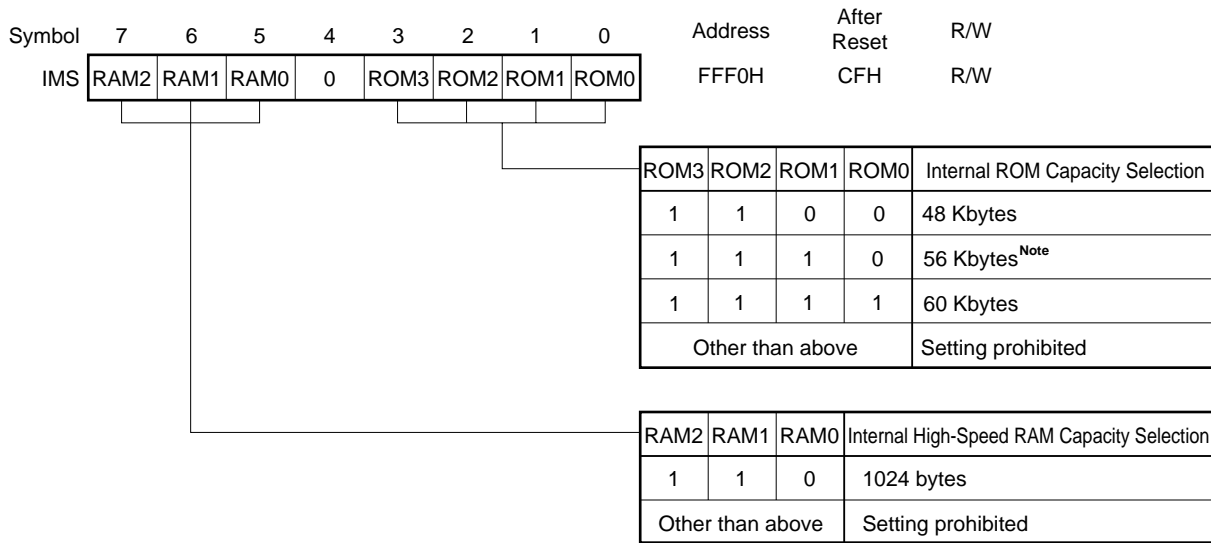 Symbol 7 6 5 4 3 2 1 0 Address After Reset R/W
IMS RAM2 RAM1 RAM0 0 ROM3 ROM2 ROM1 ROM0 FFF0H CFH R/W
ROM3 ROM2 ROM1 ROM0 Internal ROM Capacity Selection
1 1 0 0 48 Kbytes
1 1 1 0 56 Kbytes Note
1 1 1 1 60 Kbytes
Other than above Setting prohibited
RAM2 RAM1 RAM0 Internal High-Speed RAM Capacity Selection
1 1 0 1024 bytes
Other than above Setting prohibited